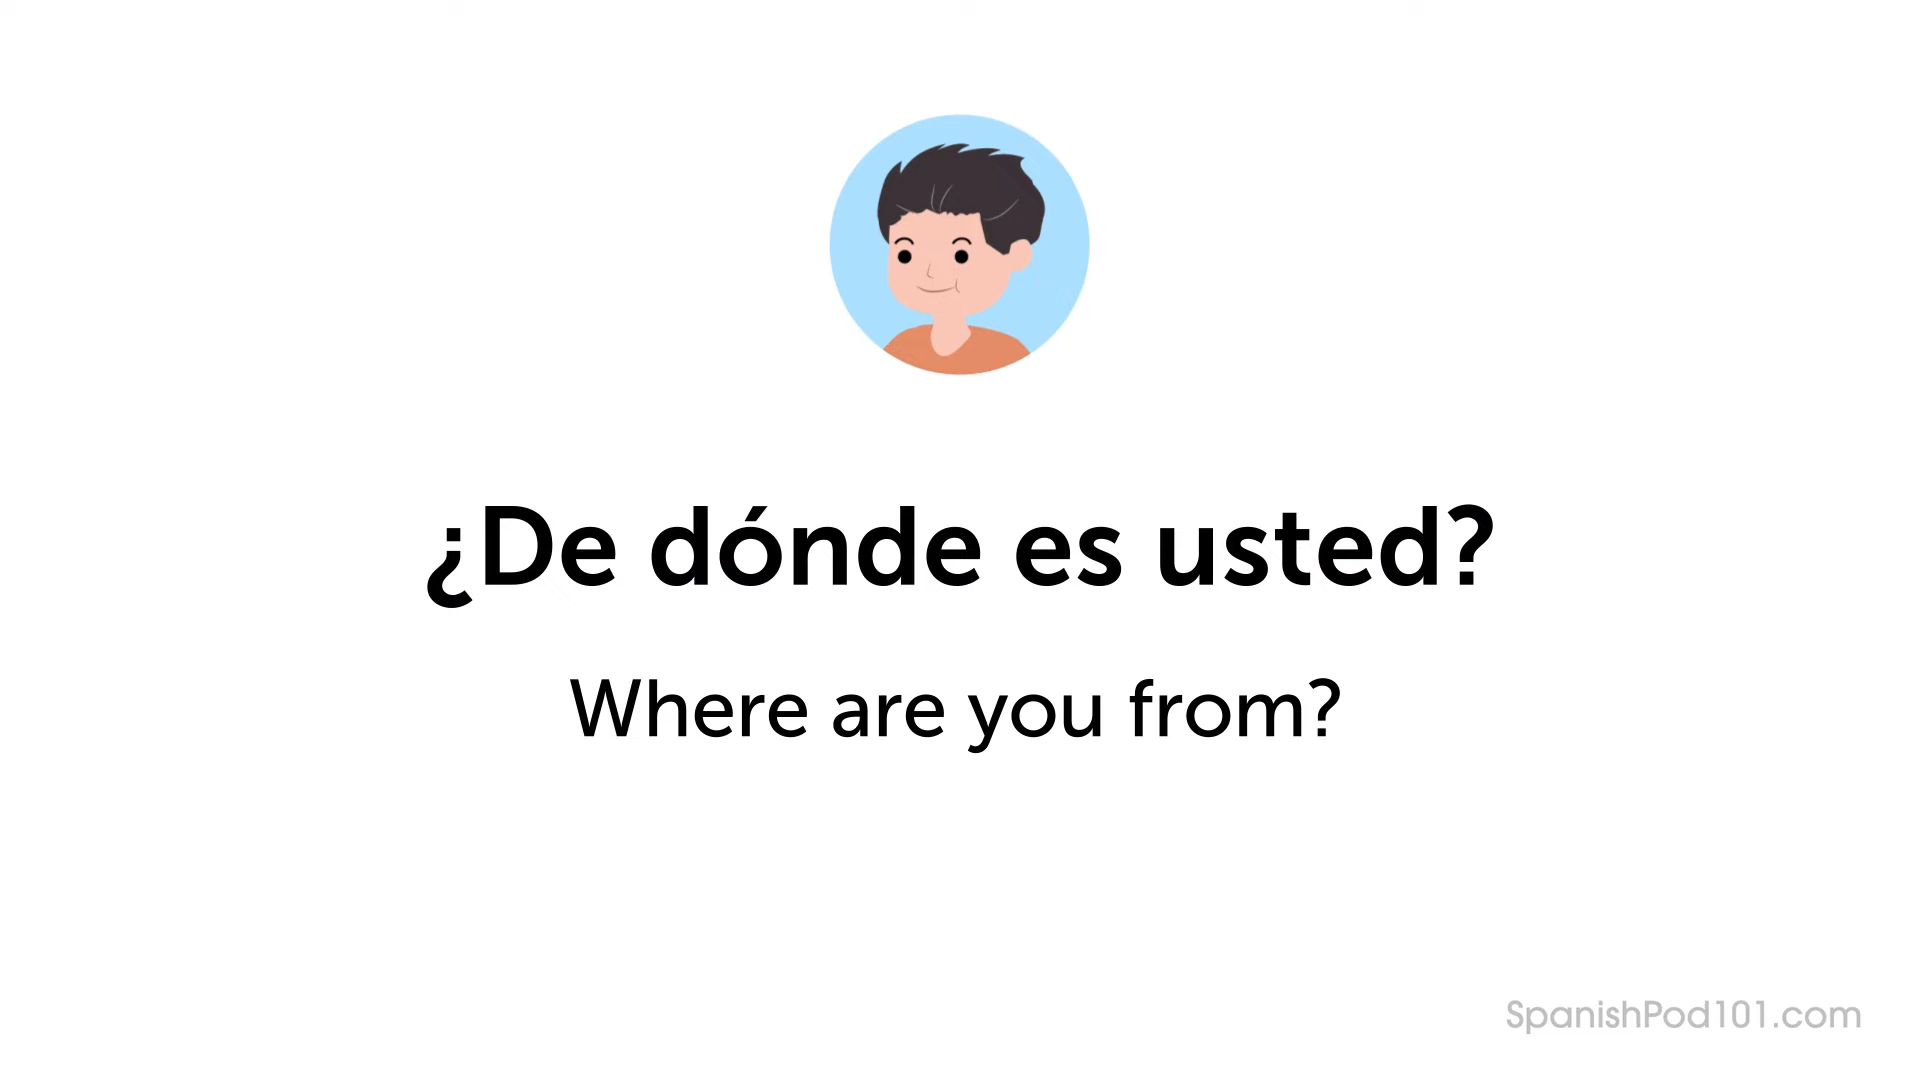 ¿De dónde es usted?
Where are you from?
SpanishPod101.com